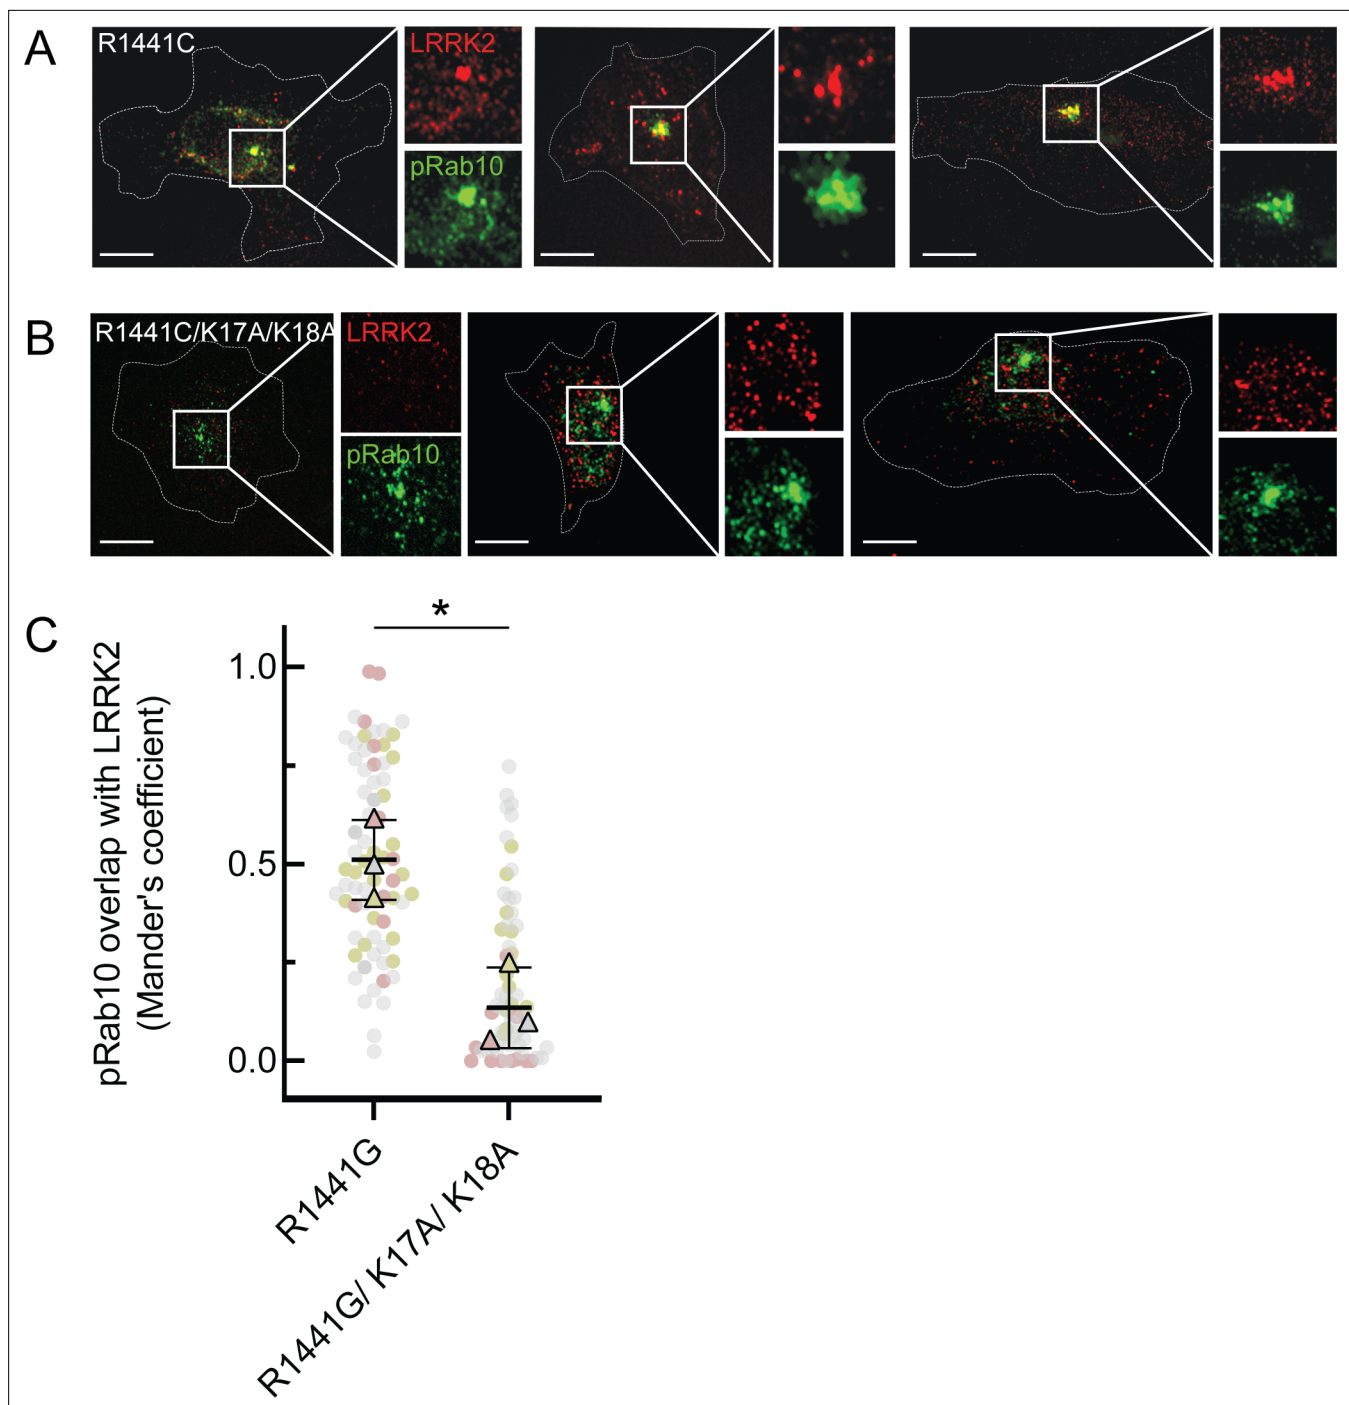 A
R1441C
LRRK2
pRab10
B
R1441C/K17A/K18A
LRRK2
pRab10
C
*
pRab10 overlap with LRRK2
(Mander's coefficient)
1.0
0.5
0.0
R1441G
R1441G/ K17A/ K18A